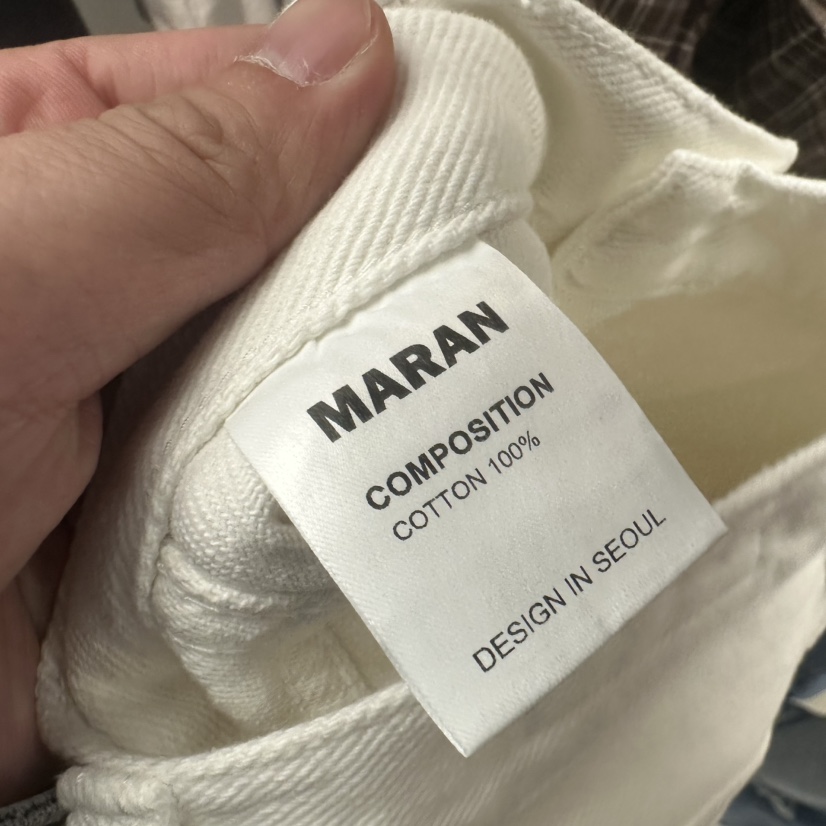 MARAN
COMPOSITION
COTTON 100%
DESIGN IN SEOUL